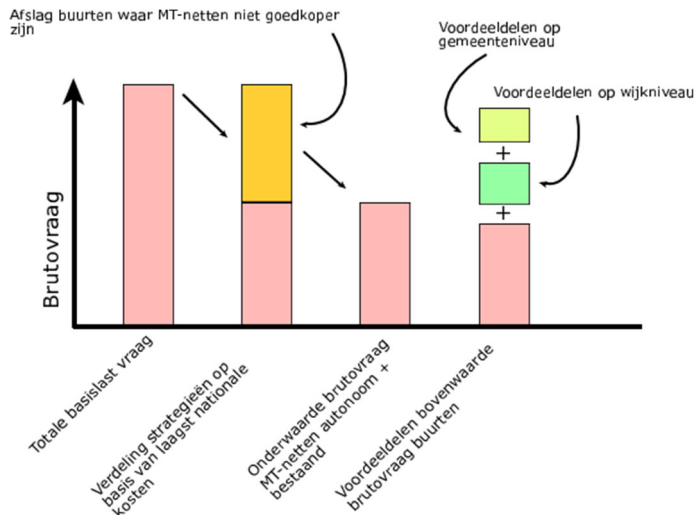 Afslag buurten waar MT-netten niet goedkoper
zijn
Voordeeldelen op
gemeenteniveau
Voordeeldelen op wijkniveau
+
+
Brutovraag
Totale basislast vraag
Verdeling strategieën op
basis van laagst nationale
kosten
Onderwaarde brutovraag
MT-netten autonoom +
bestaand
Voordeeldelen bovenwaarde
brutovraag buurten